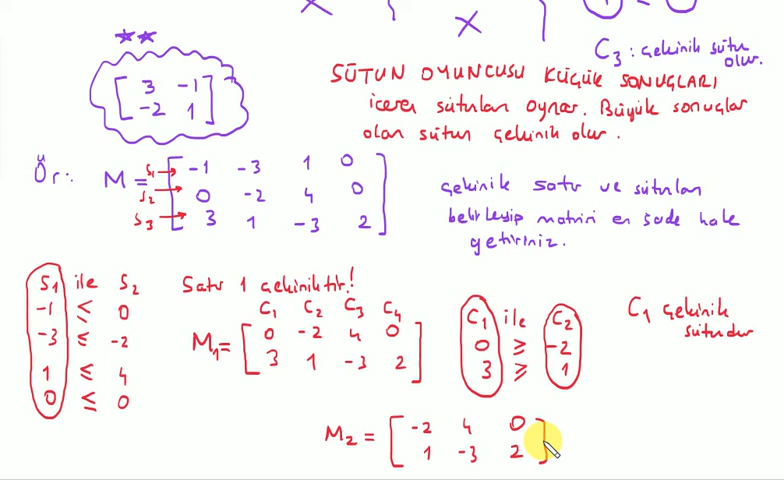 C₃ : çekinik sütun
olur.
**
[ 3 -1
-2 1 ]
SÜTUN OYUNCUSU KÜÇÜK SONUÇLARI
içeren sütunları oynar. Büyük sonuçlar
olan sütun çekinik olur.
Ör:
M =
S₁→ [ -1 -3 1 0
S₂→ 0 -2 4 0
S₃→ 3 1 -3 2 ]
çekinik satır ve sütunları
belirleyip matrisi en sade hale
getiriniz.
S₁ ile S₂
-1 ≤ 0
-3 ≤ -2
1 ≤ 4
0 ≤ 0
Satır 1 çekiniktir!
C₁ C₂ C₃ C₄
M₁= [ 0 -2 4 0
3 1 -3 2 ]
C₁ ile C₂
0 ≥ -2
3 ≥ 1
C₁ çekinik
sütundur
M₂ = [ -2 4 0
1 -3 2 ]